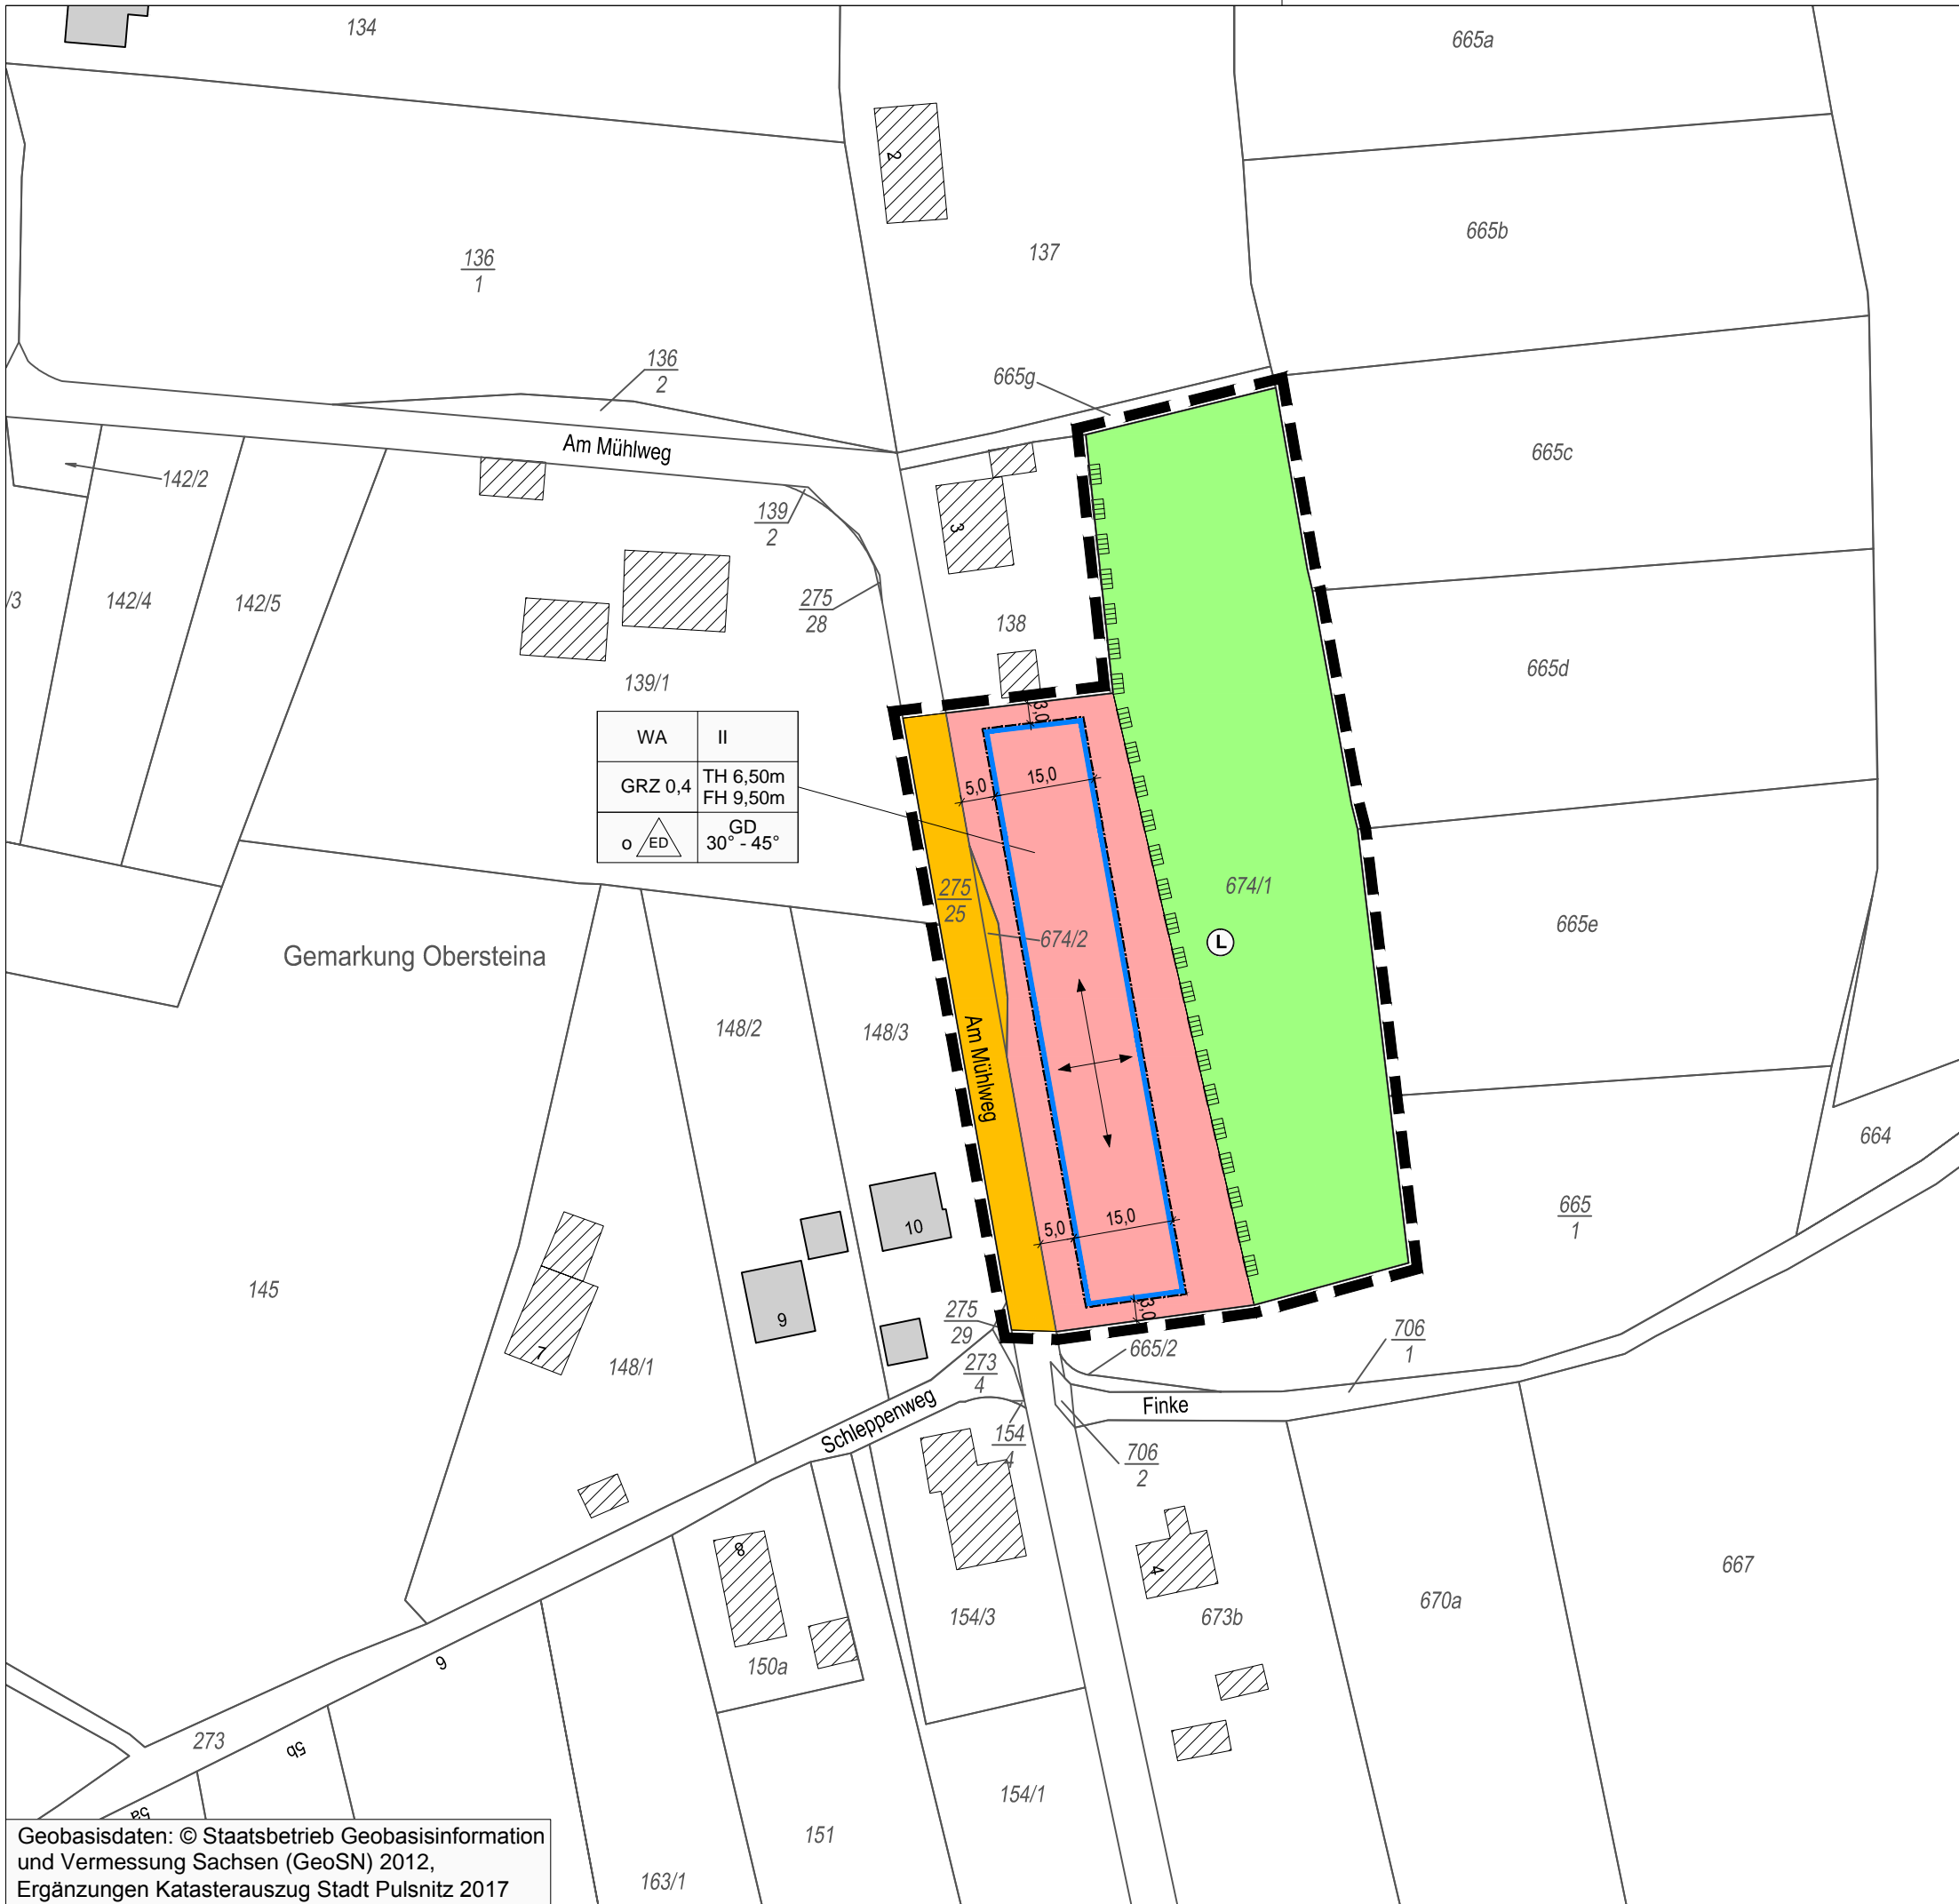 134
665a
2
137
665b
136
1
136
2
665g
665c
Am Mühlweg
142/2
139
2
3
/3
142/4
142/5
275
28
138
665d
139/1
3,0
WA II
GRZ 0,4 TH 6,50m
FH 9,50m
o ED GD
30° - 45°
5,0
15,0
275
25
674/1
665e
Gemarkung Obersteina
674/2
L
148/2
148/3
Am Mühlweg
664
665
1
10
5,0
15,0
145
9
3,0
275
29
706
1
7
148/1
665/2
273
4
Schleppenweg
Finke
154
4
706
2
8
4
667
154/3
673b
670a
6
150a
273
5b
154/1
5a
151
163/1
Geobasisdaten: © Staatsbetrieb Geobasisinformation
und Vermessung Sachsen (GeoSN) 2012,
Ergänzungen Katasterauszug Stadt Pulsnitz 2017